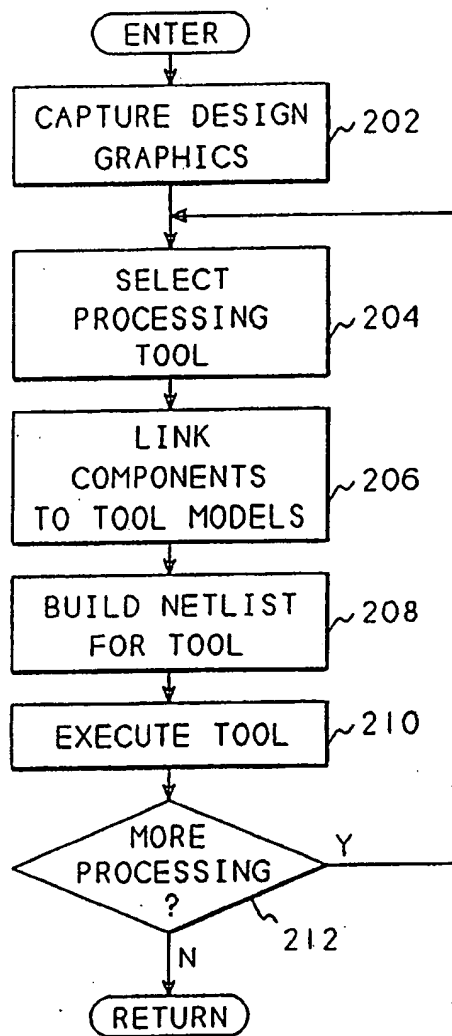 ENTER
CAPTURE DESIGN
GRAPHICS
202
SELECT
PROCESSING
TOOL
204
LINK
COMPONENTS
TO TOOL MODELS
206
BUILD NETLIST
FOR TOOL
208
EXECUTE TOOL
210
MORE
PROCESSING
?
Y
212
N
RETURN